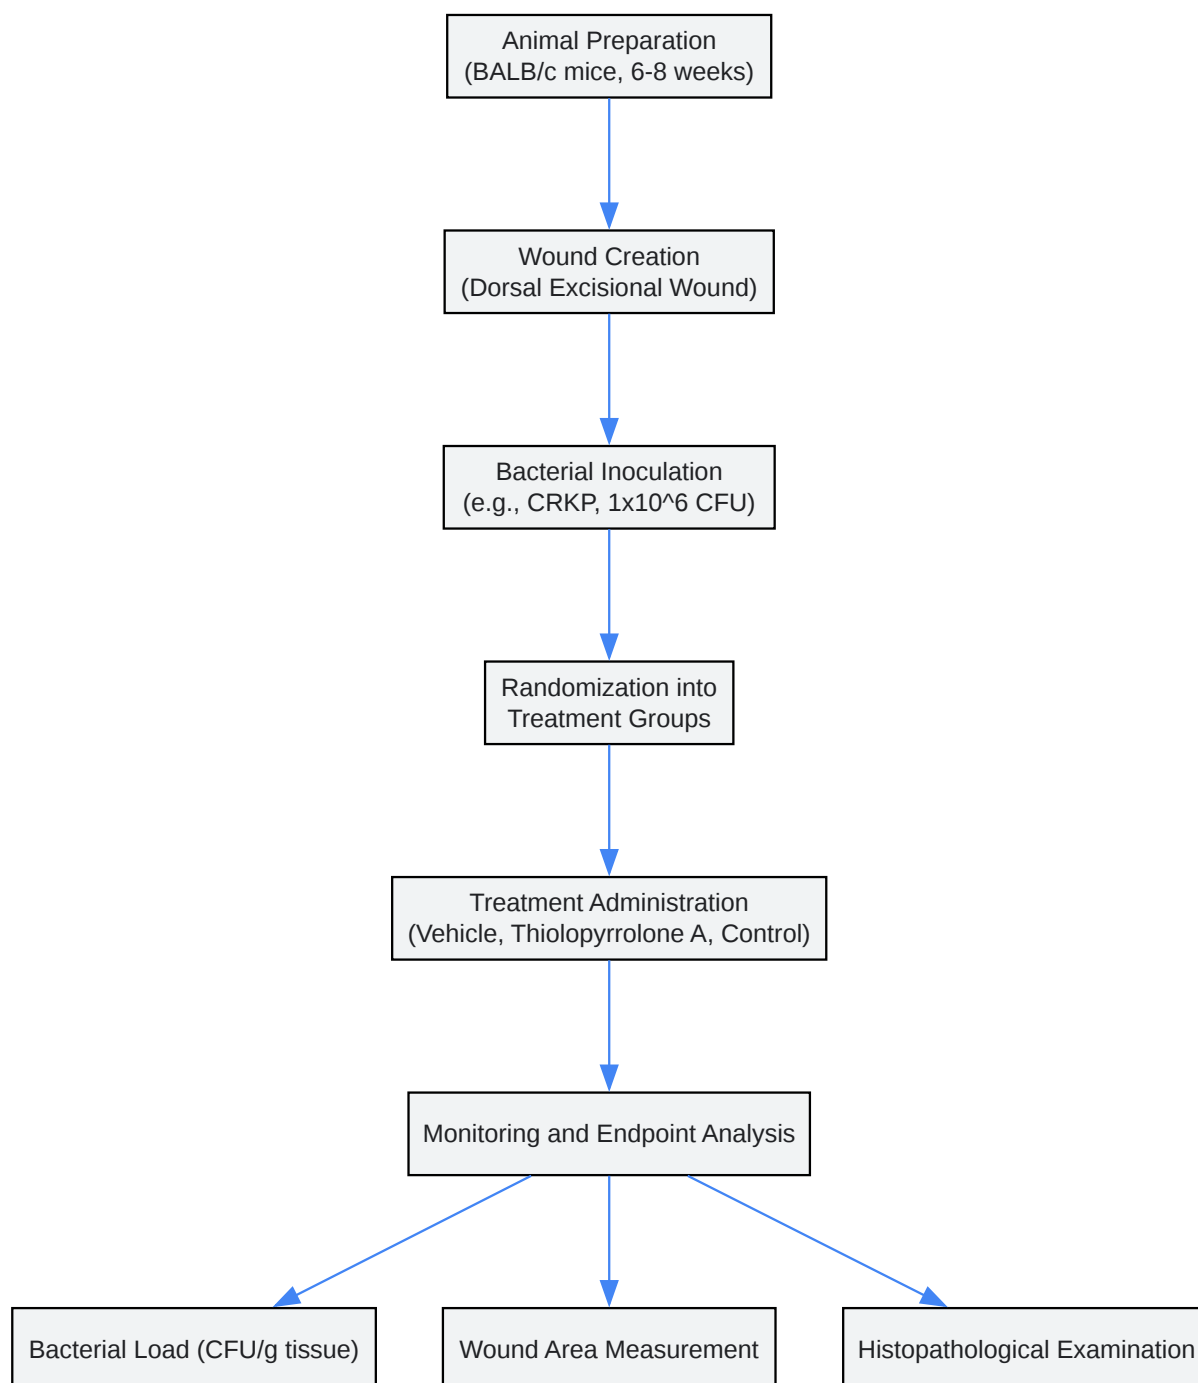 Animal Preparation
(BALB/c mice, 6-8 weeks)
Wound Creation
(Dorsal Excisional Wound)
Bacterial Inoculation
(e.g., CRKP, 1x10^6 CFU)
Randomization into
Treatment Groups
Treatment Administration
(Vehicle, Thiolopyrrolone A, Control)
Monitoring and Endpoint Analysis
Bacterial Load (CFU/g tissue)
Wound Area Measurement
Histopathological Examination